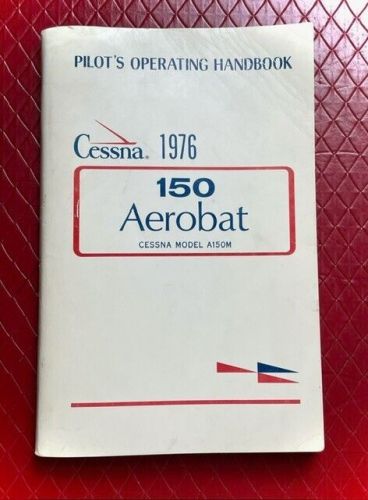 PILOT'S OPERATING HANDBOOK
Cessna® 1976
150
Aerobat
CESSNA MODEL A150M